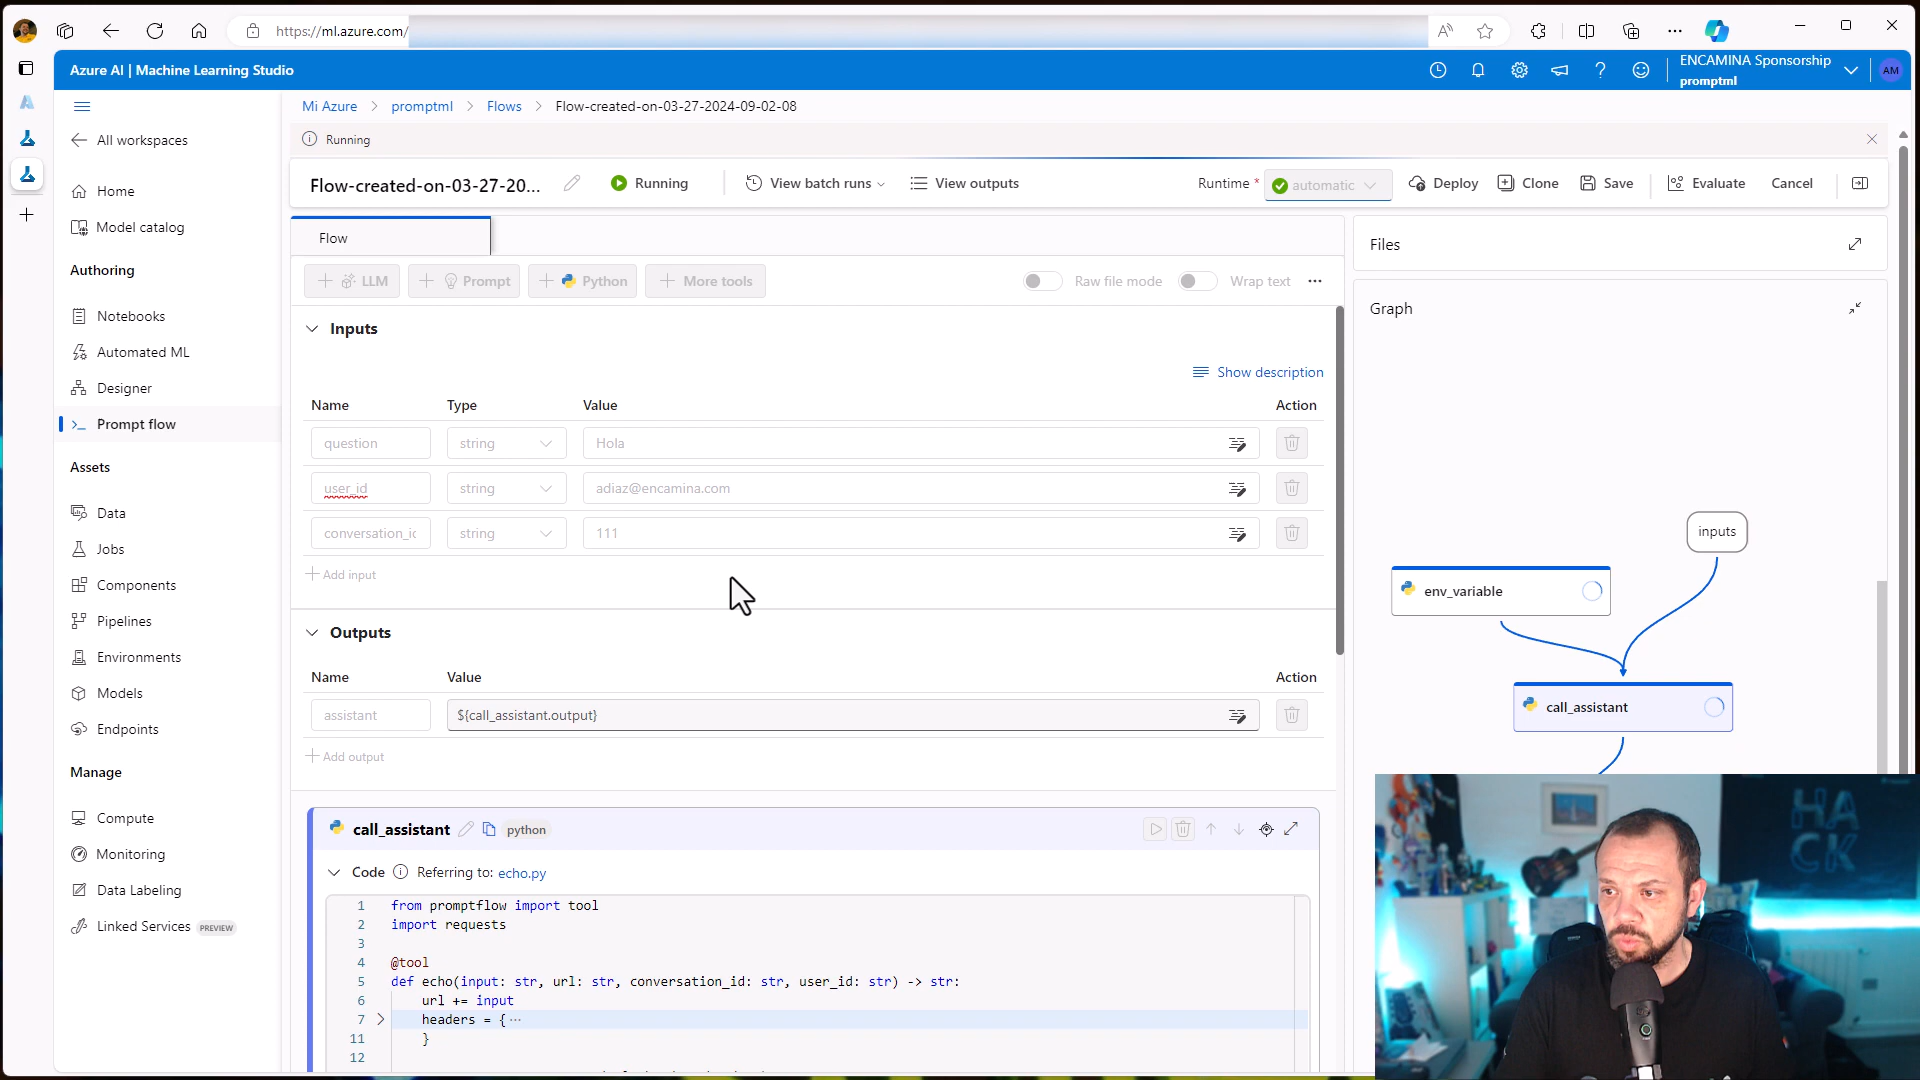 https://ml.azure.com/
Azure AI | Machine Learning Studio
ENCAMINA Sponsorship
promptml
AM
All workspaces
Home
Model catalog
Authoring
Notebooks
Automated ML
Designer
Prompt flow
Assets
Data
Jobs
Components
Pipelines
Environments
Models
Endpoints
Manage
Compute
Monitoring
Data Labeling
Linked Services PREVIEW
Mi Azure > promptml > Flows > Flow-created-on-03-27-2024-09-02-08
Running
Flow-created-on-03-27-20...
Running
View batch runs
View outputs
Runtime *
automatic
Deploy
Clone
Save
Evaluate
Cancel
Flow
+ LLM
+ Prompt
+ Python
+ More tools
Raw file mode
Wrap text
Inputs
Show description
Name Type Value Action
question string Hola
user_id string adiaz@encamina.com
conversation_ic string 111
+ Add input
Outputs
Name Value Action
assistant ${call_assistant.output}
+ Add output
call_assistant python
Code Referring to: echo.py
1 from promptflow import tool
2 import requests
3
4 @tool
5 def echo(input: str, url: str, conversation_id: str, user_id: str) -> str:
6 url += input
7 headers = {···
11 }
12
Files
Graph
inputs
env_variable
call_assistant
HA
CK